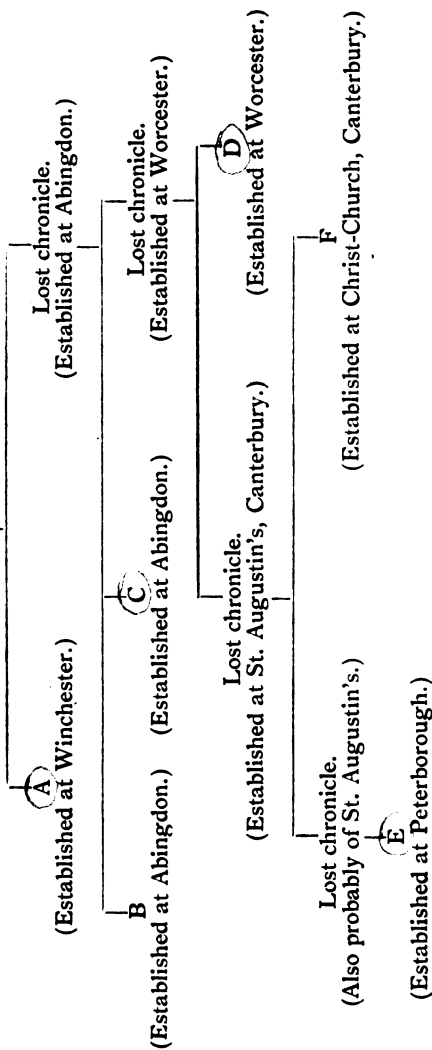 A
(Established at Winchester.)
Lost chronicle.
(Established at Abingdon.)
B
(Established at Abingdon.)
C
(Established at Abingdon.)
Lost chronicle.
(Established at Worcester.)
Lost chronicle.
(Established at St. Augustin's, Canterbury.)
D
(Established at Worcester.)
Lost chronicle.
(Also probably of St. Augustin's.)
F
(Established at Christ-Church, Canterbury.)
E
(Established at Peterborough.)